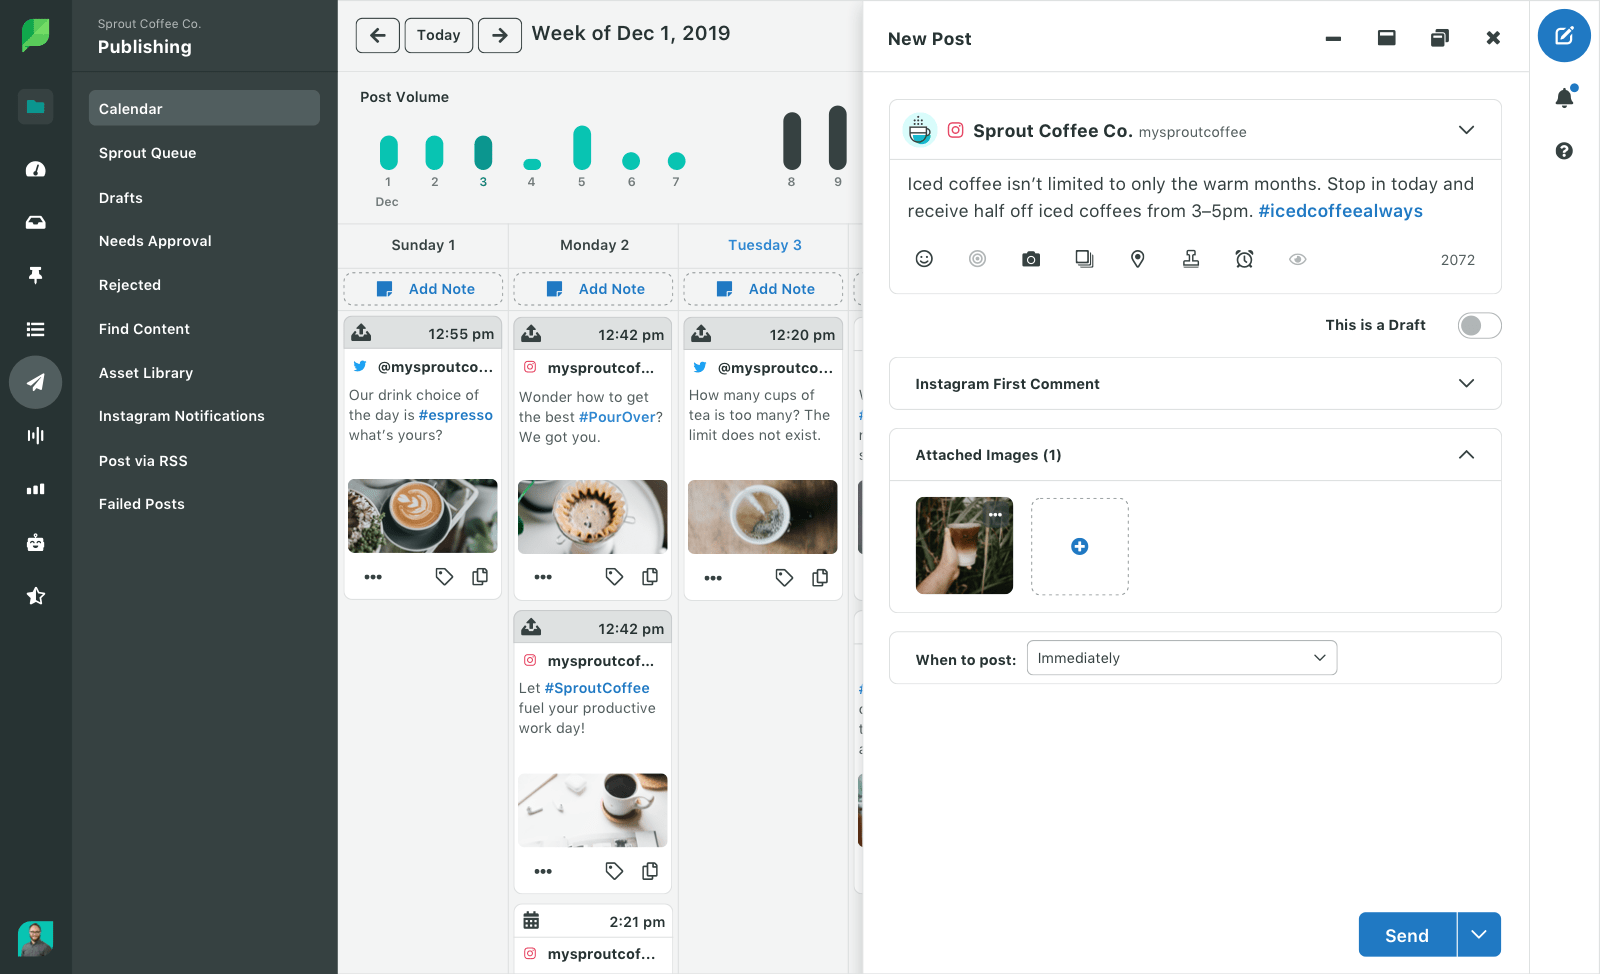 Sprout Coffee Co.
Publishing
Calendar
Sprout Queue
Drafts
Needs Approval
Rejected
Find Content
Asset Library
Instagram Notifications
Post via RSS
Failed Posts
Today
Week of Dec 1, 2019
Post Volume
1 2 3 4 5 6 7 8 9
Dec
Sunday 1
Monday 2
Tuesday 3
Add Note
Add Note
Add Note
12:55 pm
@mysproutco...
Our drink choice of
the day is #espresso
what's yours?
12:42 pm
mysproutcof...
Wonder how to get
the best #PourOver?
We got you.
12:42 pm
mysproutcof...
Let #SproutCoffee
fuel your productive
work day!
2:21 pm
mysproutcof...
12:20 pm
@mysproutco...
How many cups of
tea is too many? The
limit does not exist.
New Post
Sprout Coffee Co. mysproutcoffee
Iced coffee isn’t limited to only the warm months. Stop in today and
receive half off iced coffees from 3–5pm. #icedcoffeealways
2072
This is a Draft
Instagram First Comment
Attached Images (1)
When to post: Immediately
Send